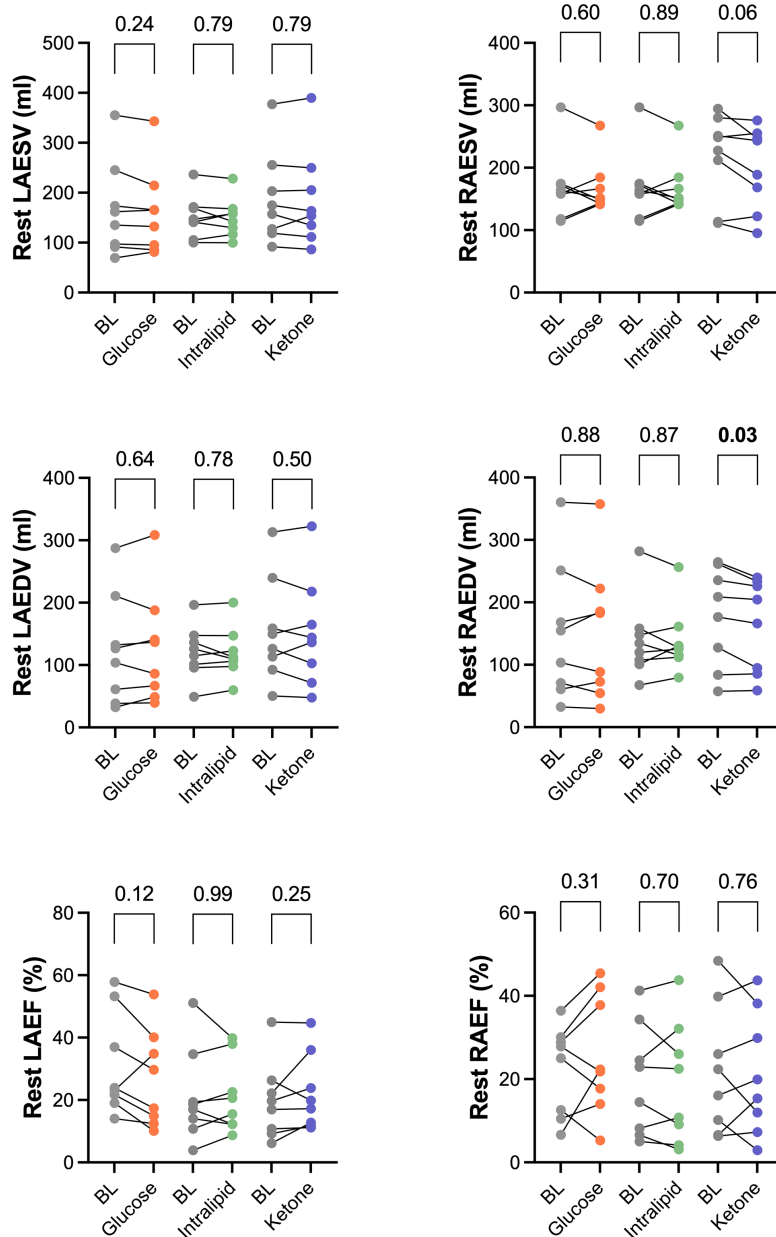 0.24 0.79 0.79
Rest LAESV (ml)
500
400
300
200
100
0
BL Glucose BL Intralipid BL Ketone
0.60 0.89 0.06
Rest RAESV (ml)
400
300
200
100
0
BL Glucose BL Intralipid BL Ketone
0.64 0.78 0.50
Rest LAEDV (ml)
400
300
200
100
0
BL Glucose BL Intralipid BL Ketone
0.88 0.87 0.03
Rest RAEDV (ml)
400
300
200
100
0
BL Glucose BL Intralipid BL Ketone
0.12 0.99 0.25
Rest LAEF (%)
80
60
40
20
0
BL Glucose BL Intralipid BL Ketone
0.31 0.70 0.76
Rest RAEF (%)
60
40
20
0
BL Glucose BL Intralipid BL Ketone